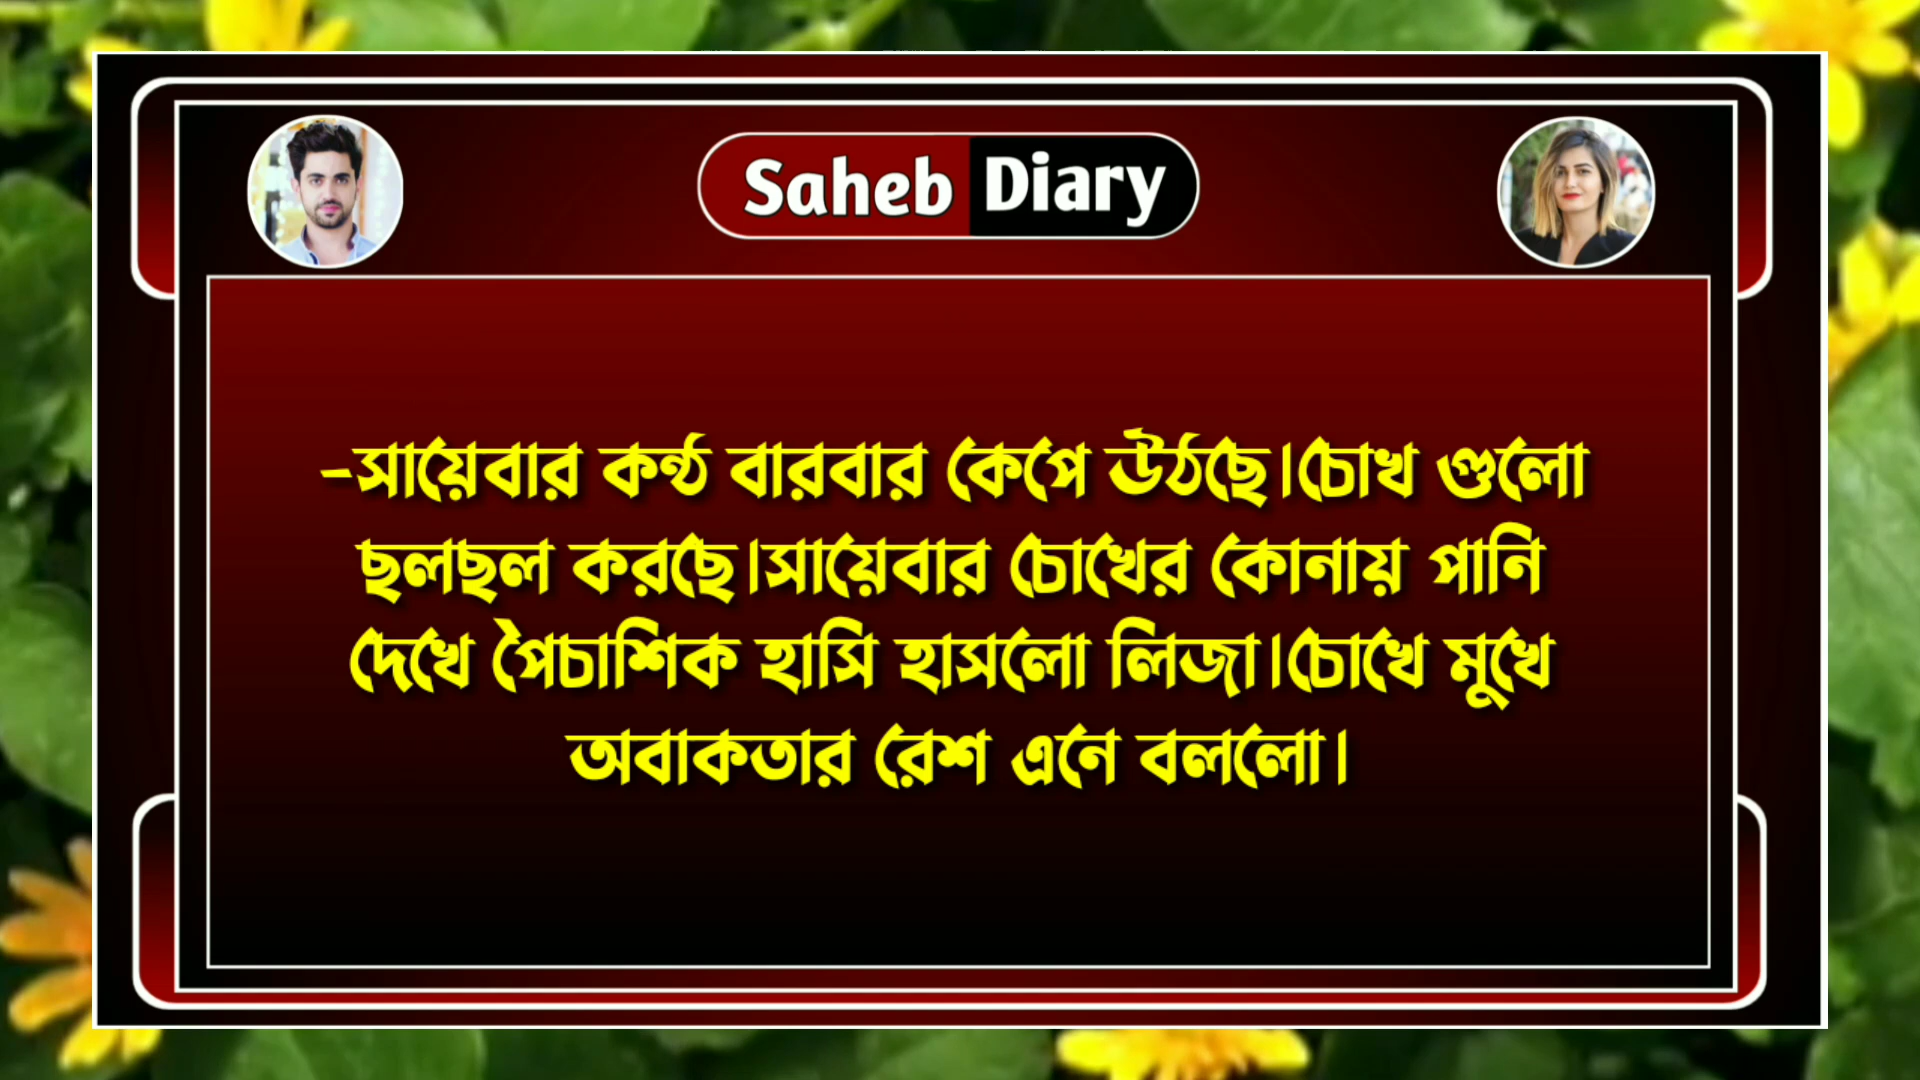 Saheb Diary
-সায়েবার কন্ঠ বারবার কেপে উঠছে।চোখ গুলো
ছলছল করছে।সায়েবার চোখের কোনায় পানি
দেখে পৈচাশিক হাসি হাসলো লিজা।চোখে মুখে
অবাকতার রেশ এনে বললো।